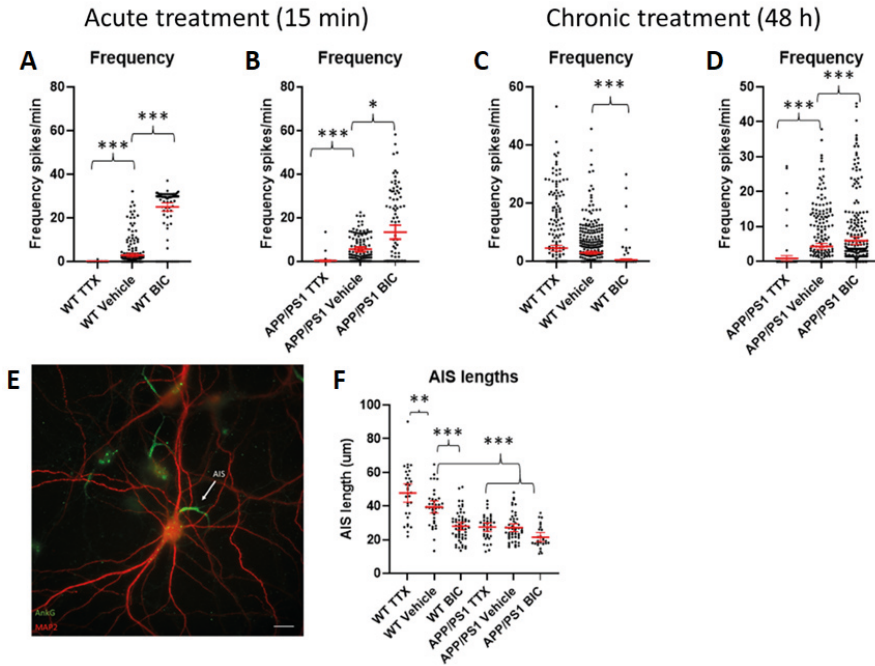 Acute treatment (15 min)
Chronic treatment (48 h)
A
Frequency
Frequency spikes/min
80
60
40
20
0
***
***
WT TTX
WT Vehicle
WT BIC
B
Frequency
Frequency spikes/min
80
60
40
20
0
***
*
APP/PS1 TTX
APP/PS1 Vehicle
APP/PS1 BIC
C
Frequency
Frequency spikes/min
60
40
20
0
***
WT TTX
WT Vehicle
WT BIC
D
Frequency
Frequency spikes/min
50
40
30
20
10
0
***
***
APP/PS1 TTX
APP/PS1 Vehicle
APP/PS1 BIC
E
AIS
AnkG
MAP2
F
AIS lengths
AIS length (um)
100
80
60
40
20
0
**
***
***
WT TTX
WT Vehicle
WT BIC
APP/PS1 TTX
APP/PS1 Vehicle
APP/PS1 BIC